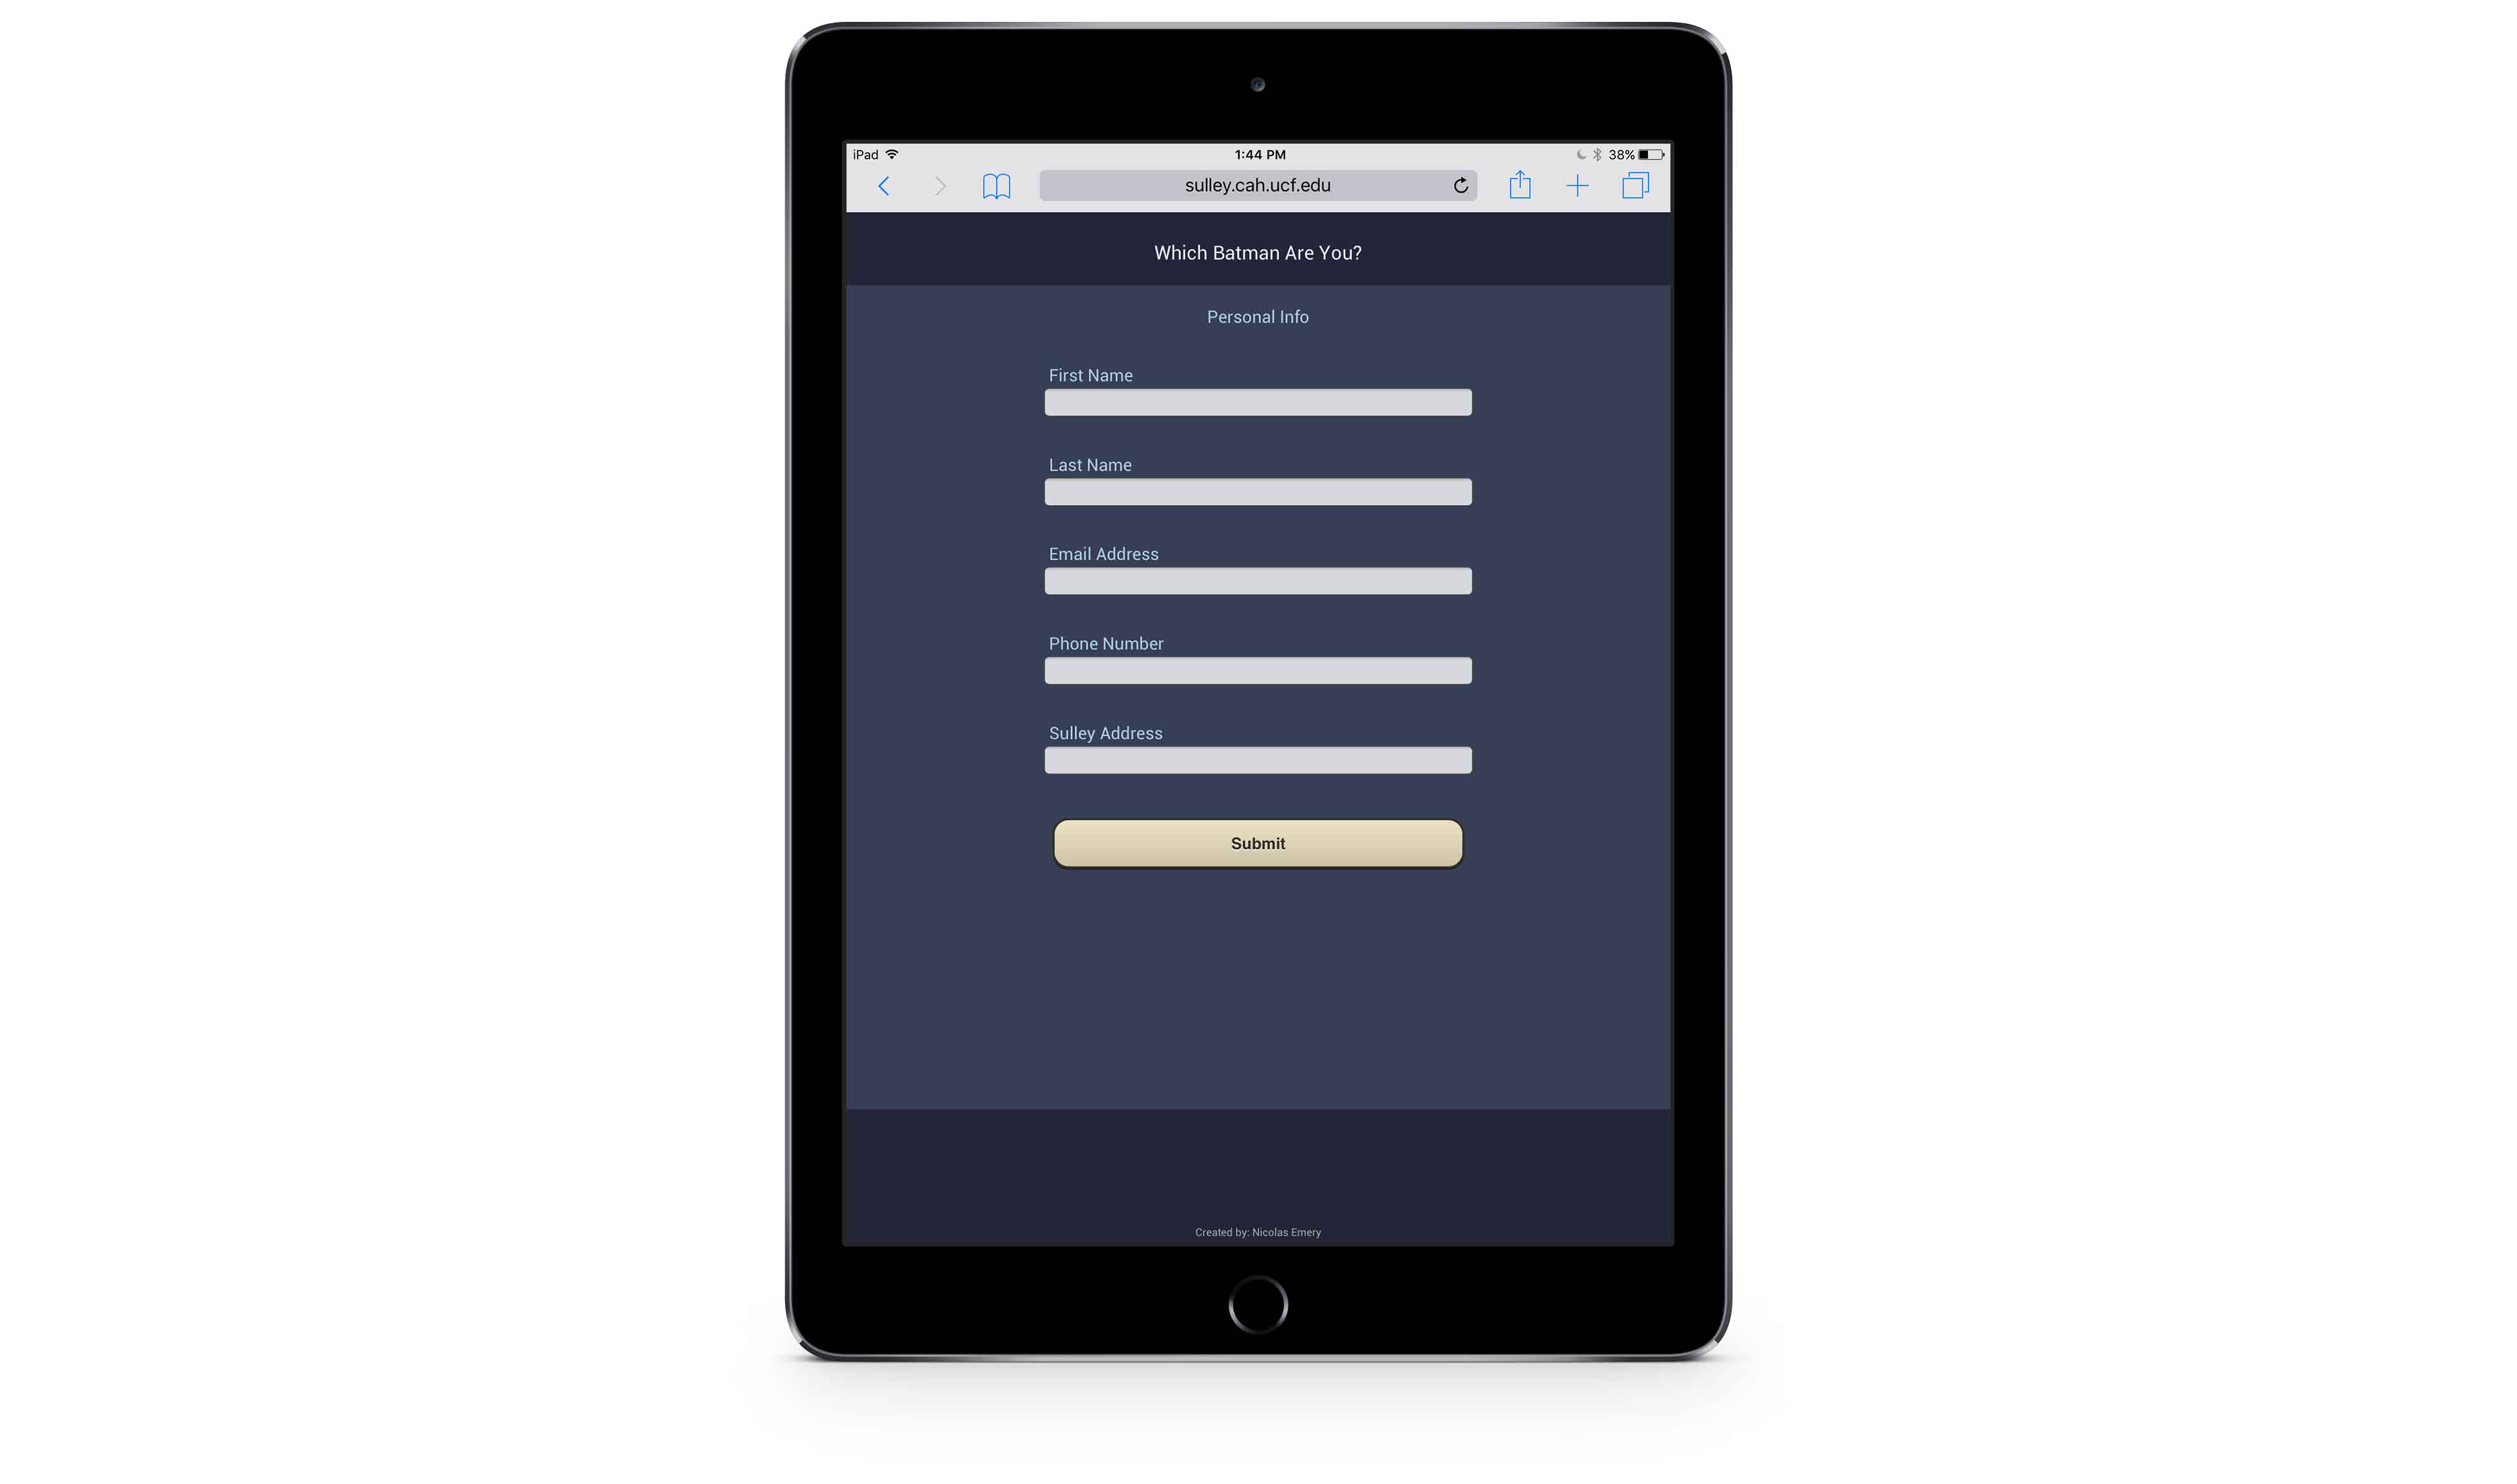 iPad
1:44 PM
38%
sulley.cah.ucf.edu
Which Batman Are You?
Personal Info
First Name
Last Name
Email Address
Phone Number
Sulley Address
Submit
Created by: Nicolas Emery